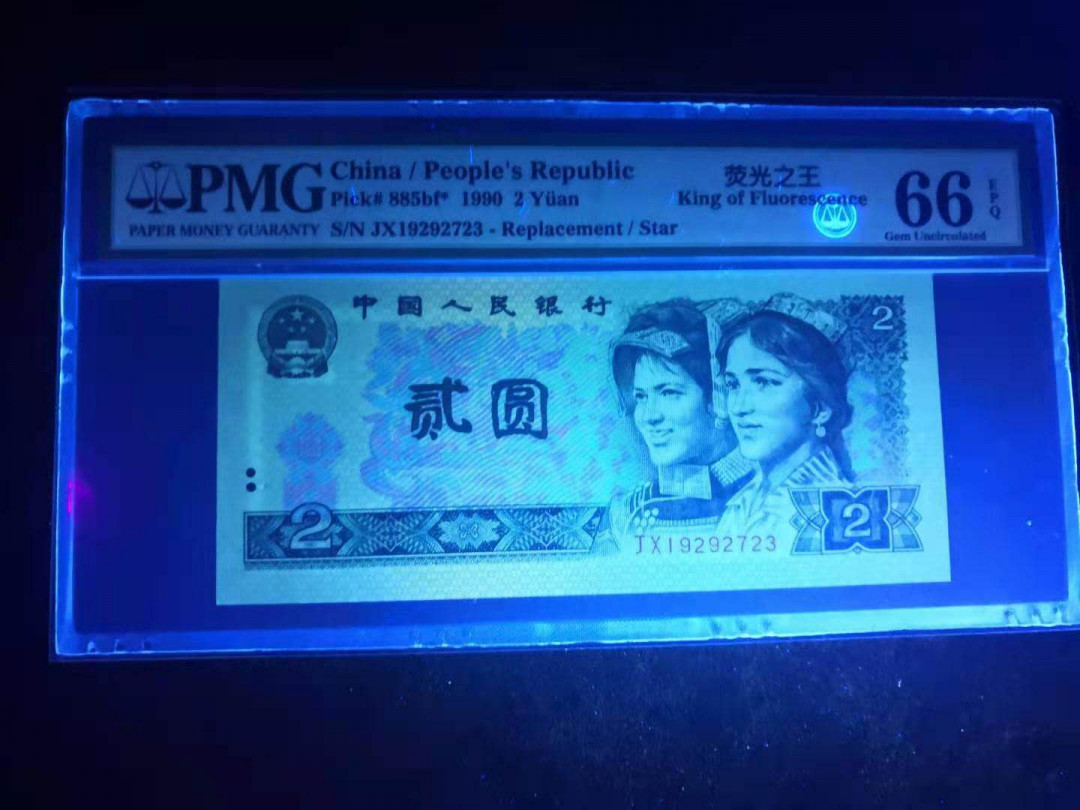 PMG
PAPER MONEY GUARANTY
China / People's Republic
Pick# 885bf* 1990 2 Yüan
S/N JX19292723 - Replacement / Star
荧光之王
King of Fluorescence
66 EPQ
Gem Uncirculated
中国人民银行
2
贰圆
2
JX19292723
2